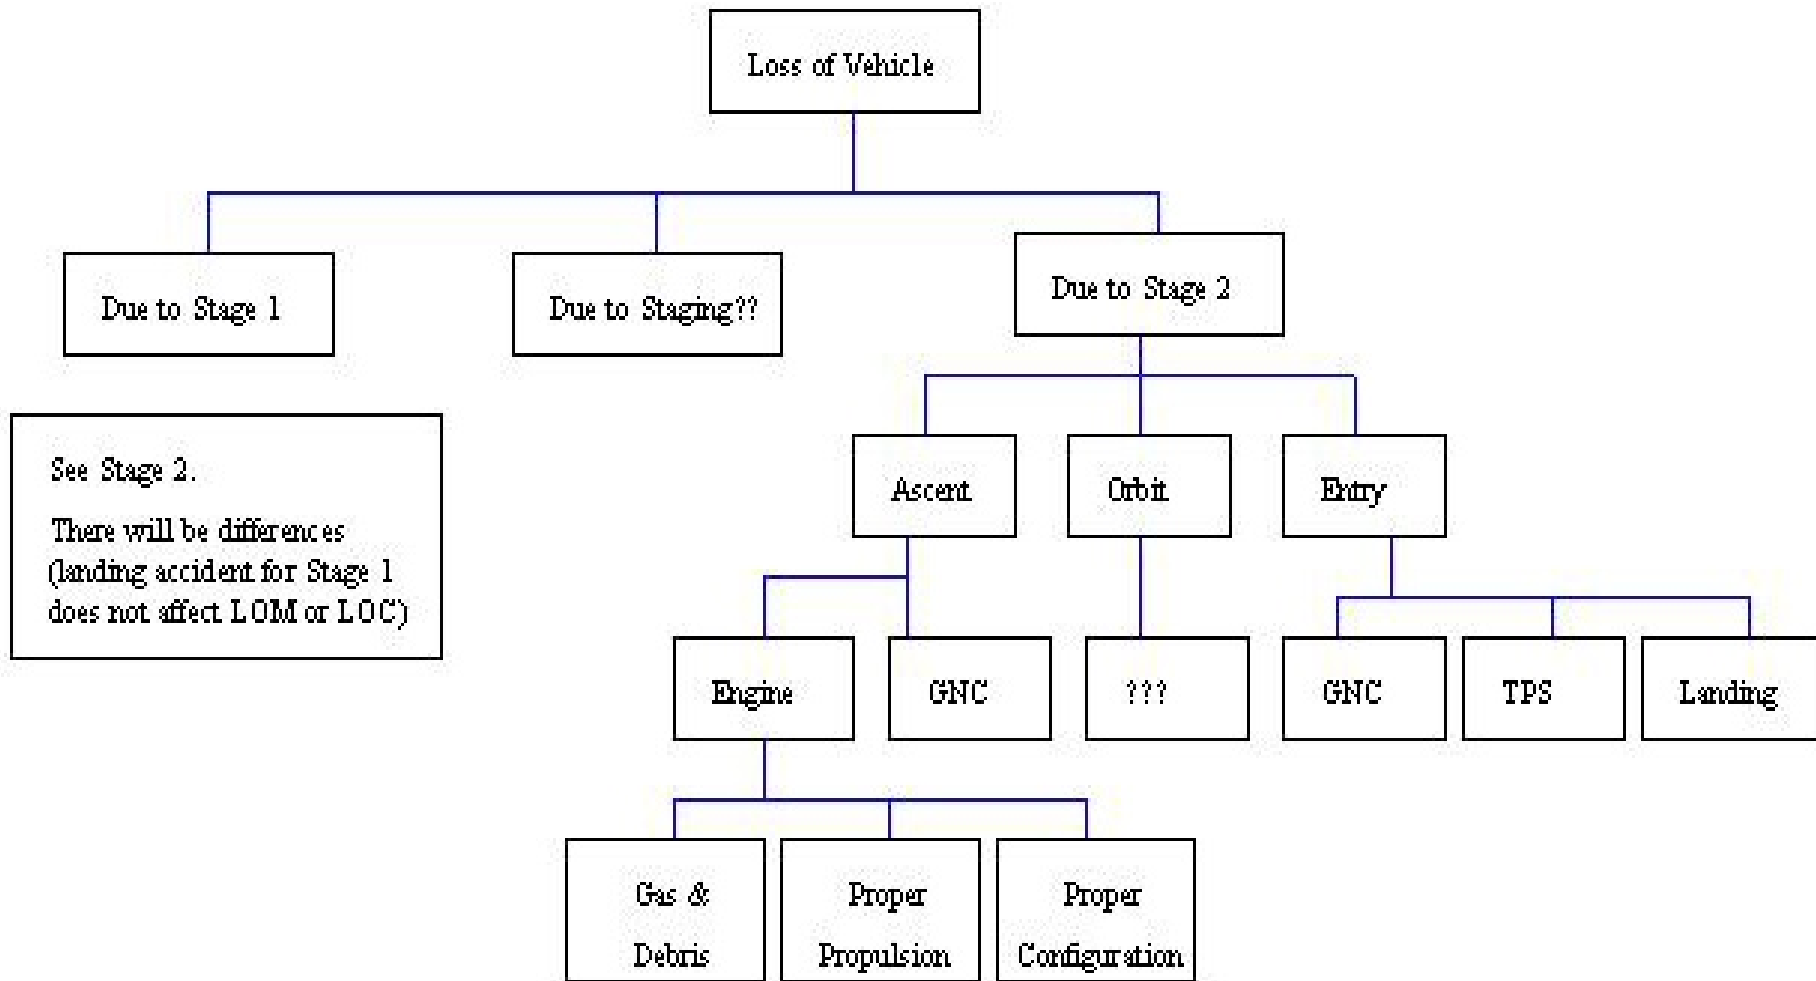 Loss of Vehicle
Due to Stage 1
Due to Staging??
Due to Stage 2
See Stage 2.
There will be differences
(landing accident for Stage 1
does not affect LOM or LOC)
Ascent
Orbit
Entry
Engine
GNC
???
GNC
TPS
Landing
Gas &
Debris
Proper
Propulsion
Proper
Configuration